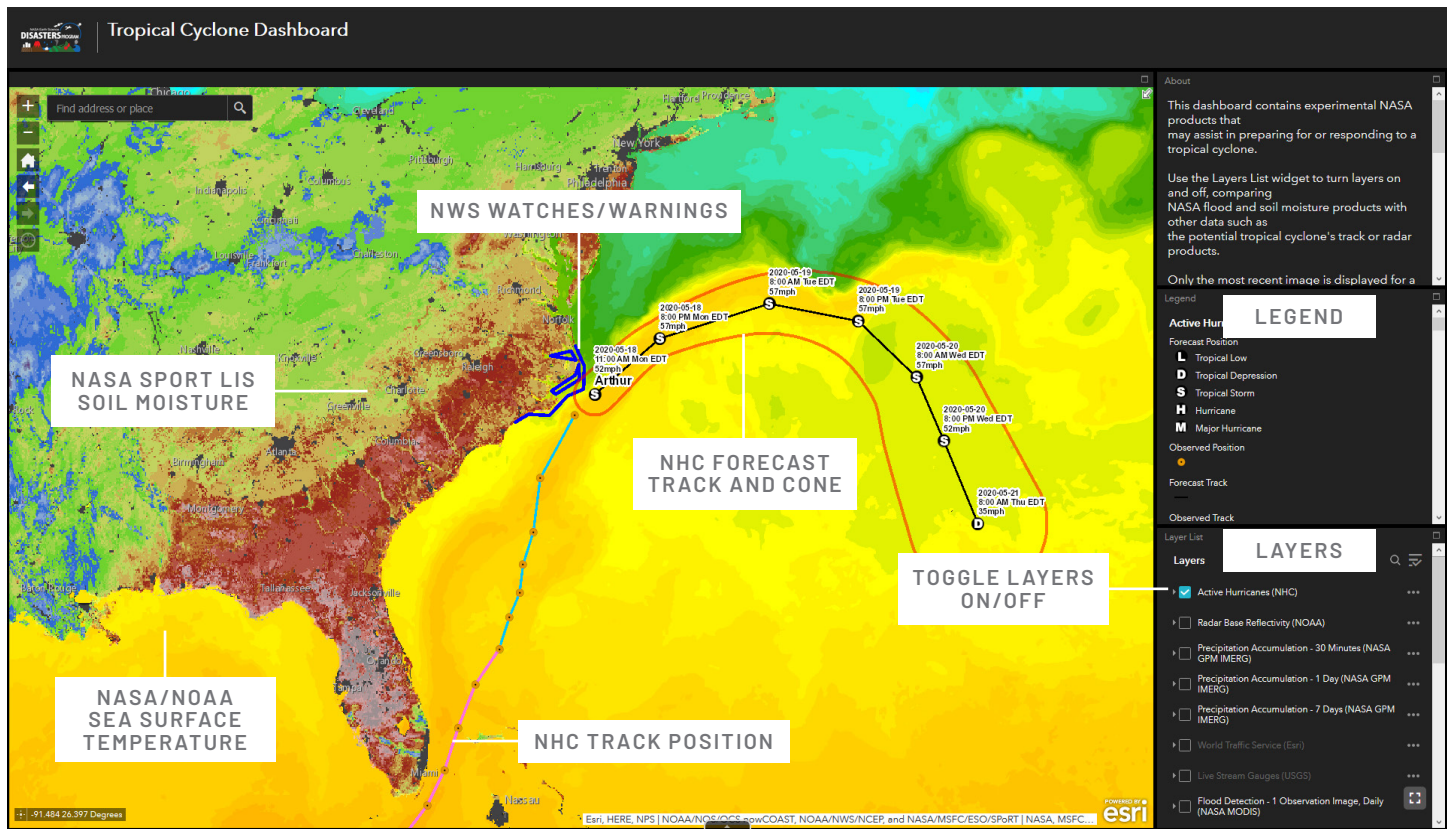 DISASTERS PROGRAM
Tropical Cyclone Dashboard
Find address or place
Chicago
Cleveland
Hartford
Providence
New York
Pittsburgh
Harrisburg
Trenton
Philadelphia
Indianapolis
Columbus
Cincinnati
Washington
Louisville
Frankfort
Charleston
Richmond
Norfolk
Nashville
Knoxville
Greensboro
Raleigh
Charlotte
Greenville
Columbia
Atlanta
Birmingham
Montgomery
Tallahassee
Jacksonville
Baton Rouge
Orlando
Tampa
Miami
Nassau
NWS WATCHES/WARNINGS
NASA SPORT LIS
SOIL MOISTURE
NHC FORECAST
TRACK AND CONE
TOGGLE LAYERS
ON/OFF
NASA/NOAA
SEA SURFACE
TEMPERATURE
NHC TRACK POSITION
2020-05-18
11:00 AM Mon EDT
52mph
Arthur
S
2020-05-18
8:00 PM Mon EDT
57mph
S
2020-05-19
8:00 AM Tue EDT
57mph
S
2020-05-19
8:00 PM Tue EDT
57mph
S
2020-05-20
8:00 AM Wed EDT
57mph
S
2020-05-20
8:00 PM Wed EDT
52mph
S
2020-05-21
8:00 AM Thu EDT
35mph
D
-91.484 26.397 Degrees
Esri, HERE, NPS | NOAA/NOS/OCS nowCOAST, NOAA/NWS/NCEP, and NASA/MSFC/ESO/SPoRT | NASA, MSFC...
POWERED BY
esri
About
This dashboard contains experimental NASA
products that
may assist in preparing for or responding to a
tropical cyclone.
Use the Layers List widget to turn layers on
and off, comparing
NASA flood and soil moisture products with
other data such as
the potential tropical cyclone's track or radar
products.
Only the most recent image is displayed for a
Legend
LEGEND
Active Hur
Forecast Position
L Tropical Low
D Tropical Depression
S Tropical Storm
H Hurricane
M Major Hurricane
Observed Position
Forecast Track
Observed Track
Layer List
LAYERS
Layers
Active Hurricanes (NHC)
Radar Base Reflectivity (NOAA)
Precipitation Accumulation - 30 Minutes (NASA
GPM IMERG)
Precipitation Accumulation - 1 Day (NASA GPM
IMERG)
Precipitation Accumulation - 7 Days (NASA GPM
IMERG)
World Traffic Service (Esri)
Live Stream Gauges (USGS)
Flood Detection - 1 Observation Image, Daily
(NASA MODIS)